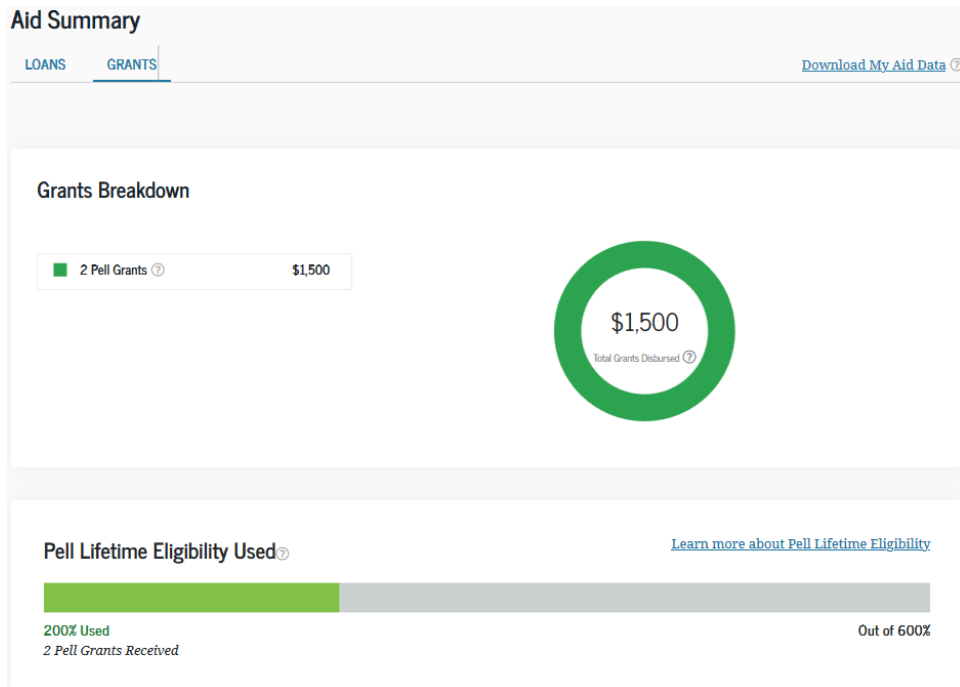 Aid Summary
LOANS GRANTS Download My Aid Data ?
Grants Breakdown
2 Pell Grants ? $1,500
$1,500
Total Grants Disbursed ?
Pell Lifetime Eligibility Used ? Learn more about Pell Lifetime Eligibility
200% Used Out of 600%
2 Pell Grants Received